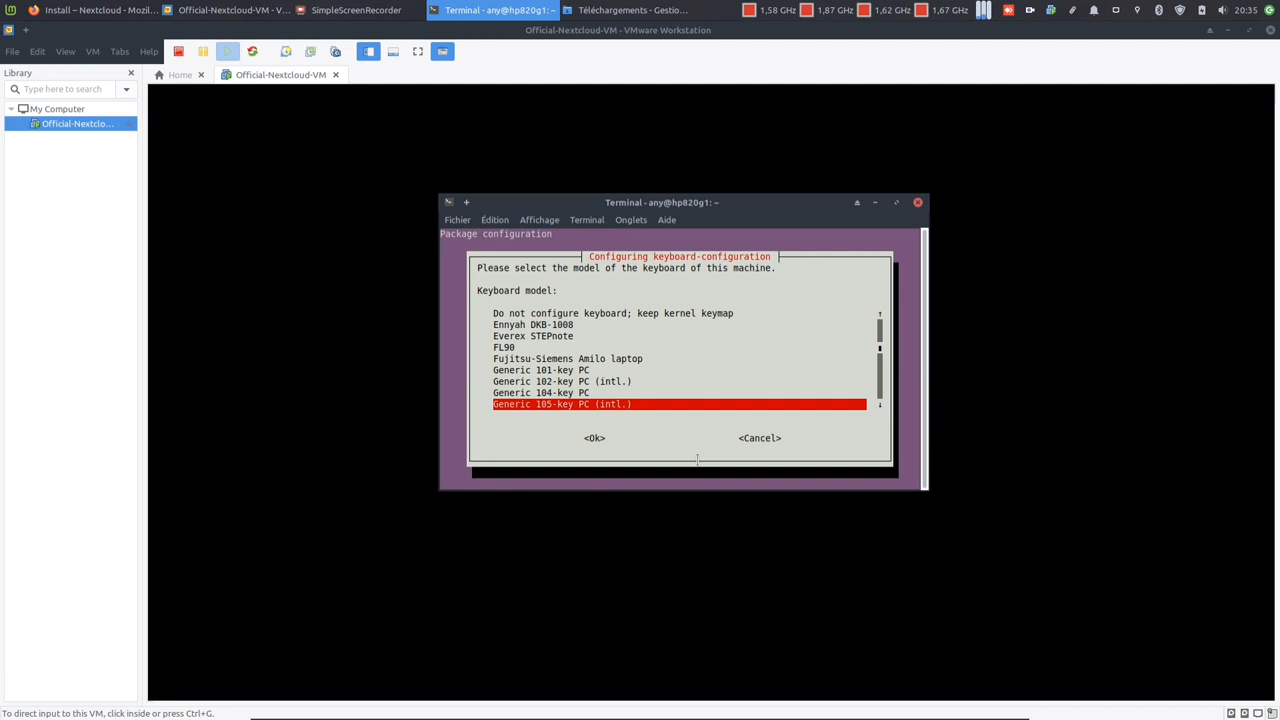 Install – Nextcloud – Mozil...
Official-Nextcloud-VM - V...
SimpleScreenRecorder
Terminal - any@hp820g1: ~
Téléchargements - Gestio...
1,58 GHz
1,87 GHz
1,62 GHz
1,67 GHz
20:35
Official-Nextcloud-VM - VMware Workstation
File Edit View VM Tabs Help
Library
Home
Official-Nextcloud-VM
Type here to search
My Computer
Official-Nextclo...
Terminal - any@hp820g1: ~
Fichier Édition Affichage Terminal Onglets Aide
Package configuration
Configuring keyboard-configuration
Please select the model of the keyboard of this machine.
Keyboard model:
Do not configure keyboard; keep kernel keymap
Ennyah DKB-1008
Everex STEPnote
FL90
Fujitsu-Siemens Amilo laptop
Generic 101-key PC
Generic 102-key PC (intl.)
Generic 104-key PC
Generic 105-key PC (intl.)
<Ok> <Cancel>
To direct input to this VM, click inside or press Ctrl+G.